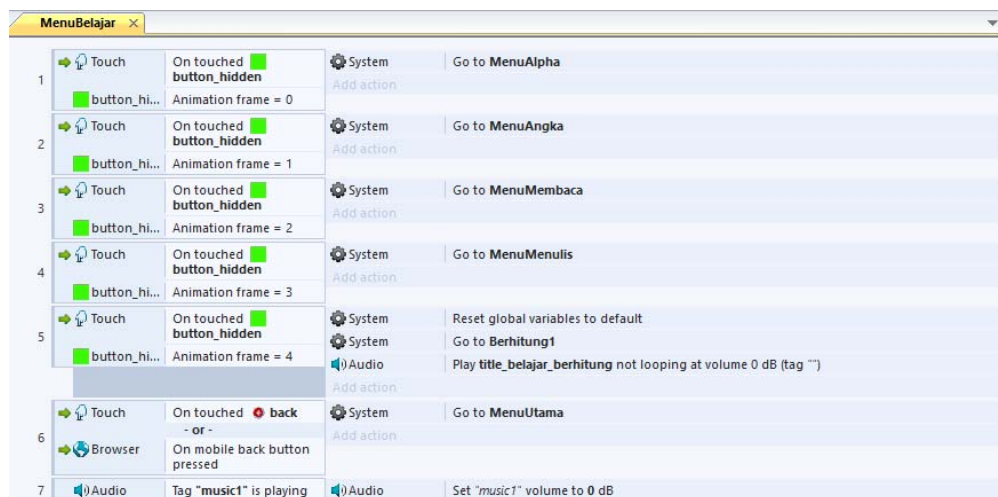 MenuBelajar ×
1
Touch
On touched button_hidden
System
Go to MenuAlpha
Add action
button_hi...
Animation frame = 0
2
Touch
On touched button_hidden
System
Go to MenuAngka
Add action
button_hi...
Animation frame = 1
3
Touch
On touched button_hidden
System
Go to MenuMembaca
Add action
button_hi...
Animation frame = 2
4
Touch
On touched button_hidden
System
Go to MenuMenulis
Add action
button_hi...
Animation frame = 3
5
Touch
On touched button_hidden
System
Reset global variables to default
System
Go to Berhitung1
button_hi...
Animation frame = 4
Audio
Play title_belajar_berhitung not looping at volume 0 dB (tag "")
Add action
6
Touch
On touched back
System
Go to MenuUtama
- or -
Add action
Browser
On mobile back button pressed
7
Audio
Tag "music1" is playing
Audio
Set "music1" volume to 0 dB